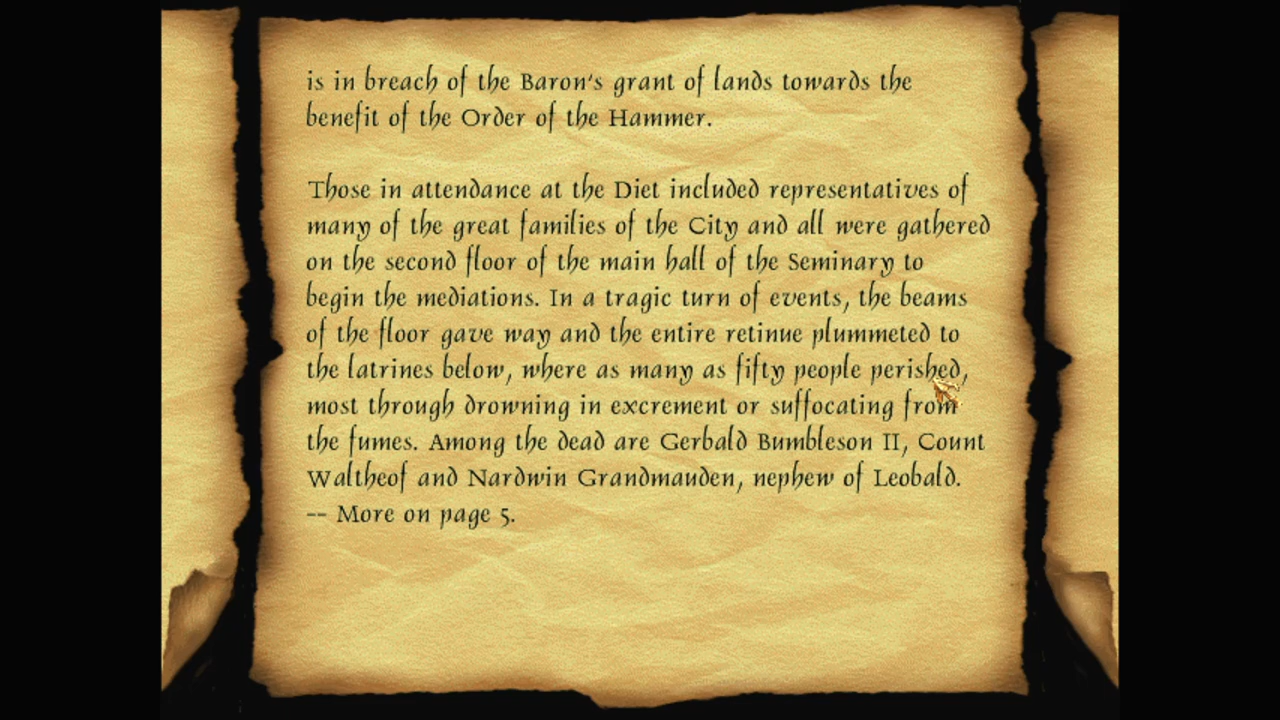 is in breach of the Baron's grant of lands towards the
benefit of the Order of the Hammer.
Those in attendance at the Diet included representatives of
many of the great families of the City and all were gathered
on the second floor of the main hall of the Seminary to
begin the mediations. In a tragic turn of events, the beams
of the floor gave way and the entire retinue plummeted to
the latrines below, where as many as fifty people perished,
most through drowning in excrement or suffocating from
the fumes. Among the dead are Gerbald Bumbleson II, Count
Waltheof and Nardwin Grandmauden, nephew of Leobald.
-- More on page 5.